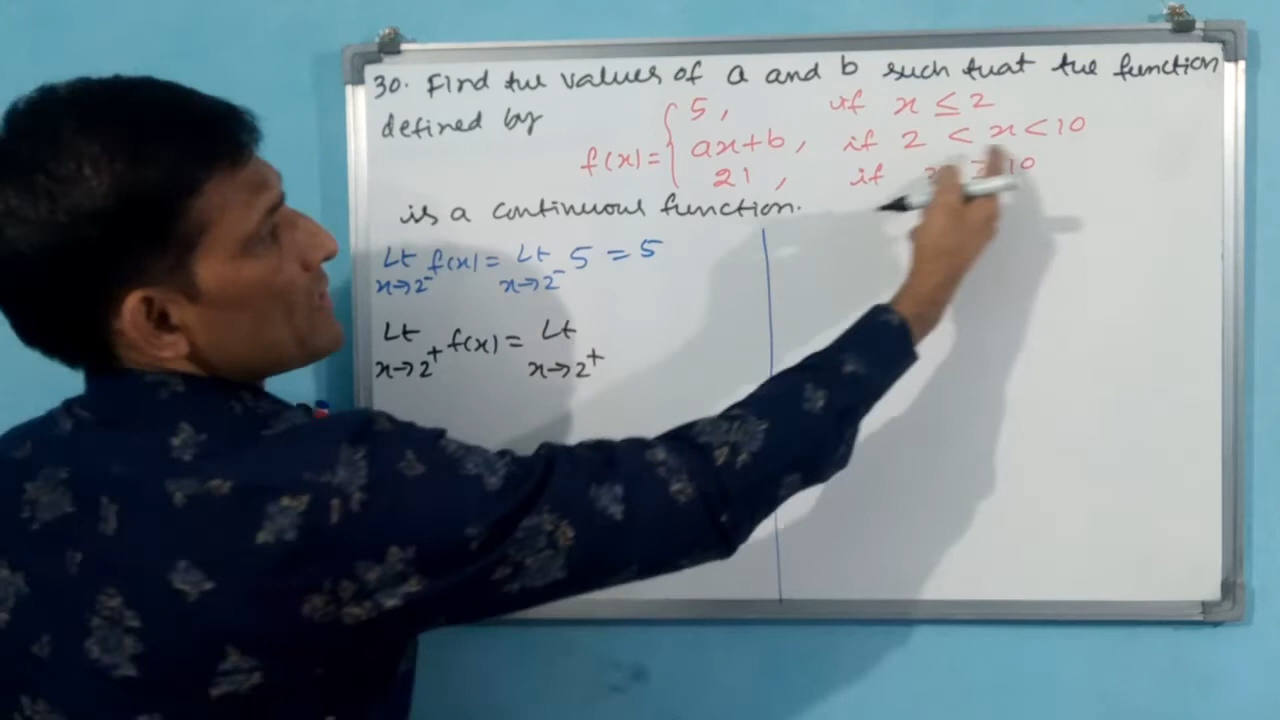 30. Find the values of a and b such that the function
defined by
f(x) = { 5, if x ≤ 2
ax+b, if 2 < x < 10
21, if x ≥ 10
is a continuous function.
Lt f(x) = Lt 5 = 5
x→2⁻ x→2⁻
Lt f(x) = Lt
x→2⁺ x→2⁺